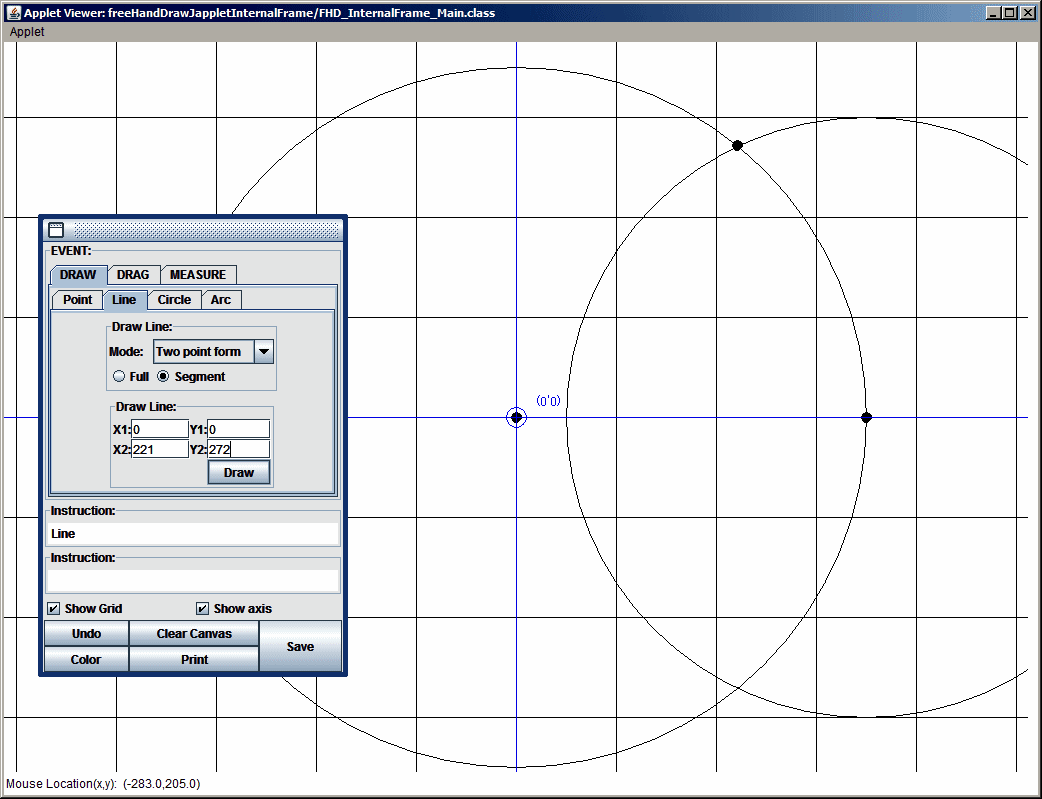 Applet Viewer: freeHandDrawJappletInternalFrame/FHD_InternalFrame_Main.class
Applet
(0'0)
EVENT:
DRAW DRAG MEASURE
Point Line Circle Arc
Draw Line:
Mode: Two point form
Full Segment
Draw Line:
X1: 0 Y1: 0
X2: 221 Y2: 272
Draw
Instruction:
Line
Instruction:
Show Grid Show axis
Undo Clear Canvas Save
Color Print
Mouse Location(x,y): (-283.0,205.0)